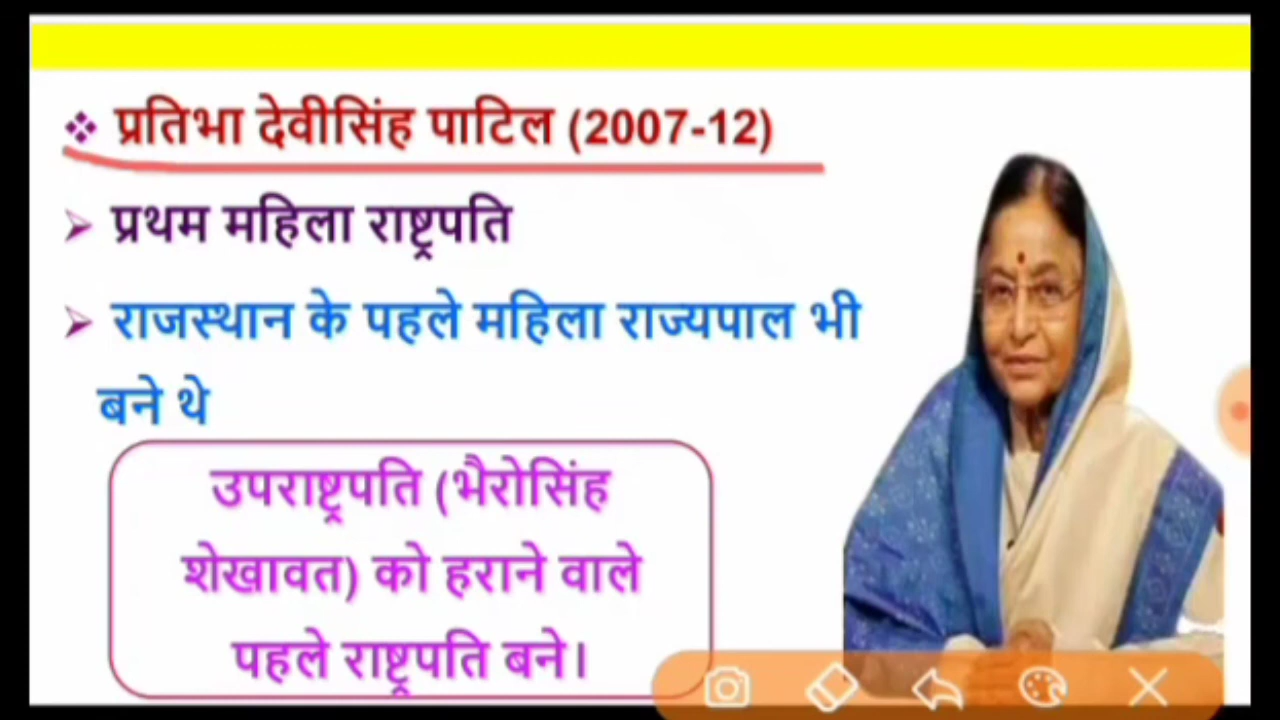 प्रतिभा देवीसिंह पाटिल (2007-12)
प्रथम महिला राष्ट्रपति
राजस्थान के पहले महिला राज्यपाल भी
बने थे
उपराष्ट्रपति (भैरोसिंह
शेखावत) को हराने वाले
पहले राष्ट्रपति बने।